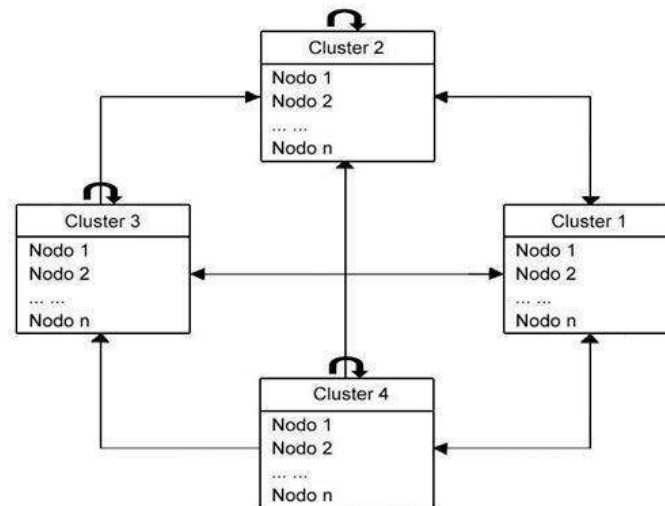 Cluster 2
Nodo 1
Nodo 2
... ...
Nodo n
Cluster 3
Nodo 1
Nodo 2
... ...
Nodo n
Cluster 1
Nodo 1
Nodo 2
... ...
Nodo n
Cluster 4
Nodo 1
Nodo 2
... ...
Nodo n